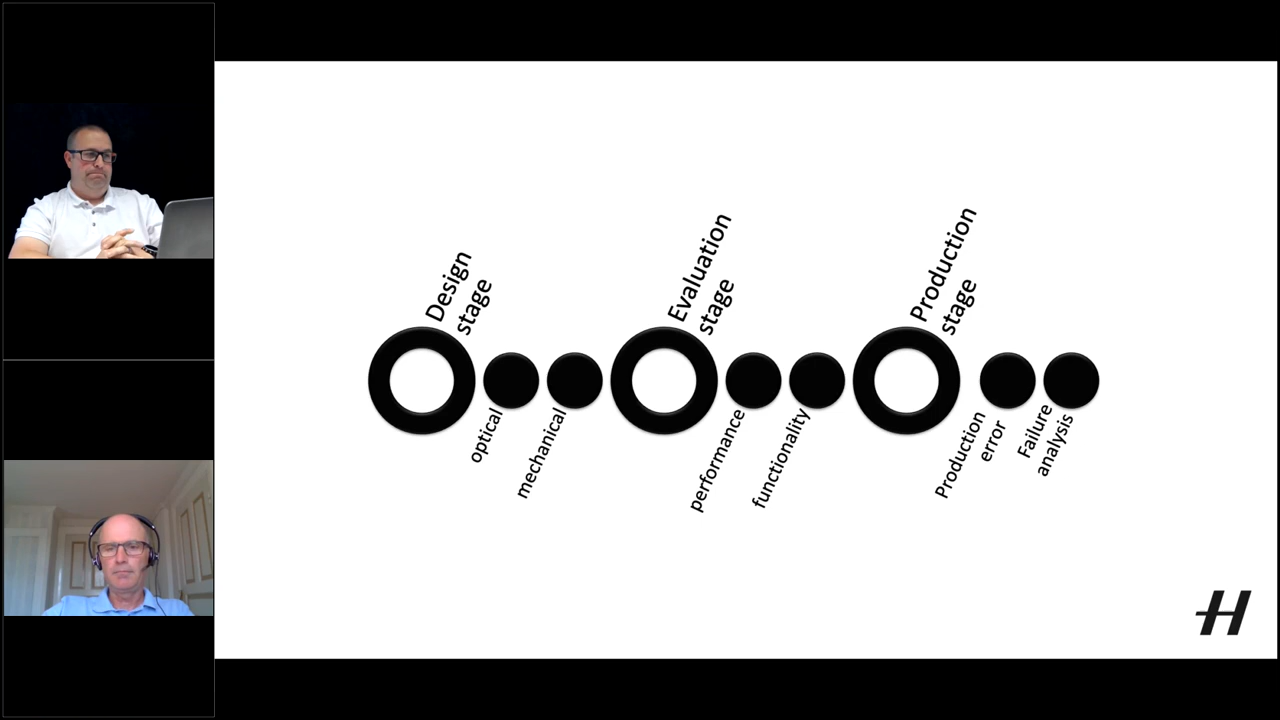 Design
stage
optical
mechanical
Evaluation
stage
performance
functionality
Production
stage
Production
error
Failure
analysis
H